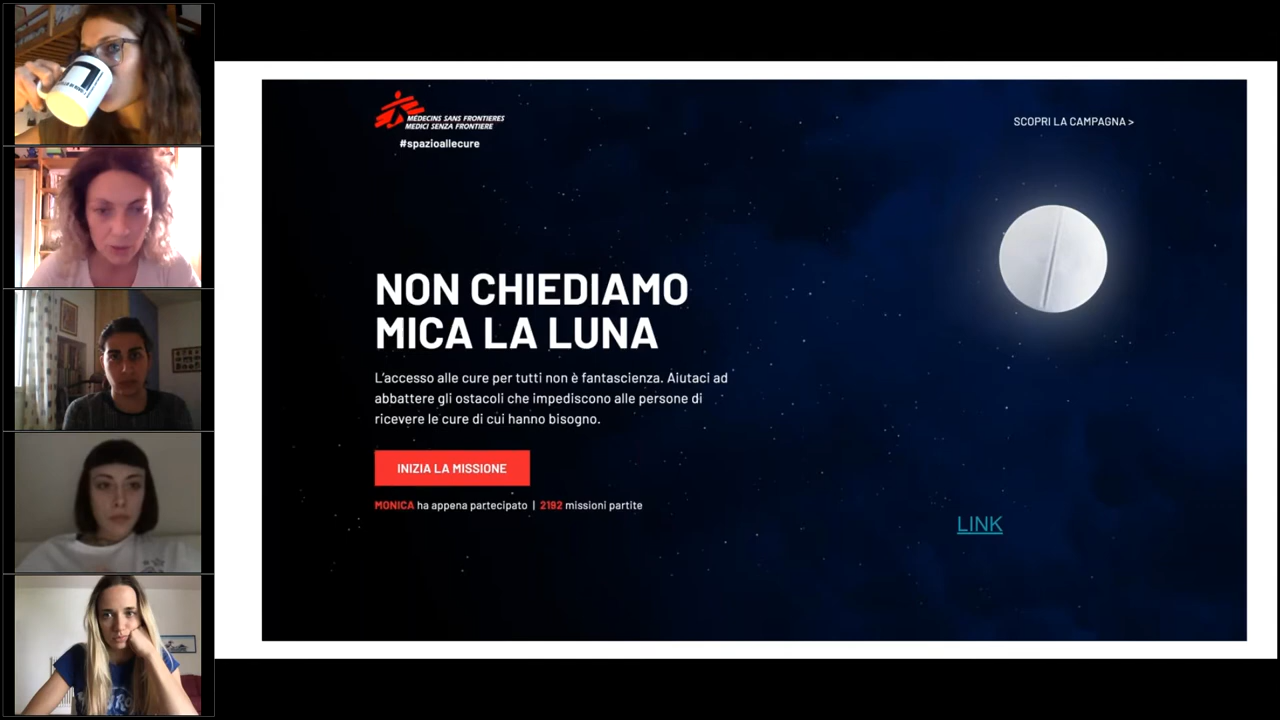 MEDECINS SANS FRONTIERES
MEDICI SENZA FRONTIERE
#spazioallecure
SCOPRI LA CAMPAGNA >
NON CHIEDIAMO
MICA LA LUNA
L'accesso alle cure per tutti non è fantascienza. Aiutaci ad
abbattere gli ostacoli che impediscono alle persone di
ricevere le cure di cui hanno bisogno.
INIZIA LA MISSIONE
MONICA ha appena partecipato | 2192 missioni partite
LINK